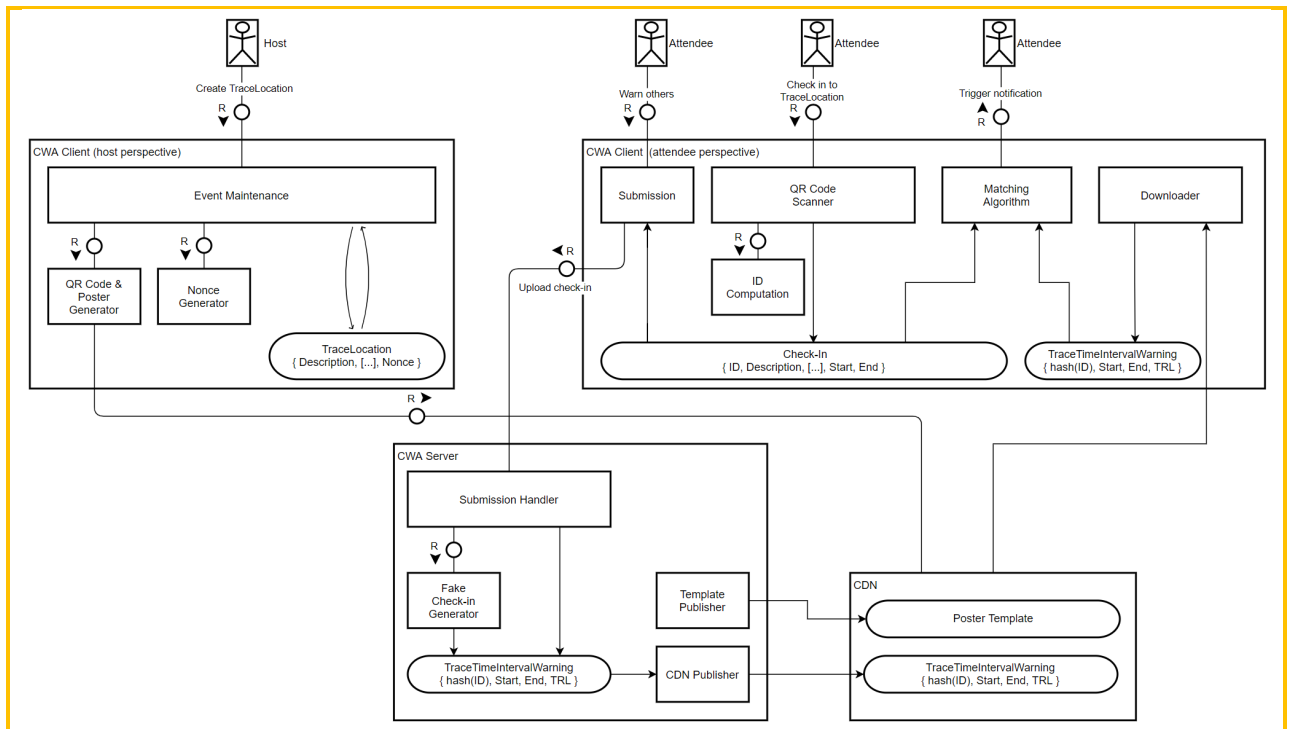 Host
Attendee
Attendee
Attendee
Create TraceLocation
R
Warn others
R
Check in to
TraceLocation
R
Trigger notification
R
CWA Client (host perspective)
Event Maintenance
R
R
QR Code &
Poster
Generator
Nonce
Generator
TraceLocation
{ Description, [...], Nonce }
CWA Client (attendee perspective)
Submission
QR Code
Scanner
Matching
Algorithm
Downloader
R
ID
Computation
R
Upload check-in
Check-In
{ ID, Description, [...], Start, End }
TraceTimeIntervalWarning
{ hash(ID), Start, End, TRL }
R
CWA Server
Submission Handler
R
Fake
Check-in
Generator
Template
Publisher
TraceTimeIntervalWarning
{ hash(ID), Start, End, TRL }
CDN Publisher
CDN
Poster Template
TraceTimeIntervalWarning
{ hash(ID), Start, End, TRL }